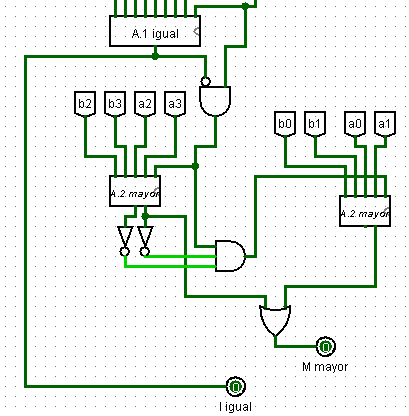 A.1 igual
b2 b3 a2 a3
b0 b1 a0 a1
A.2 mayor
A.2 mayor
M mayor
I igual